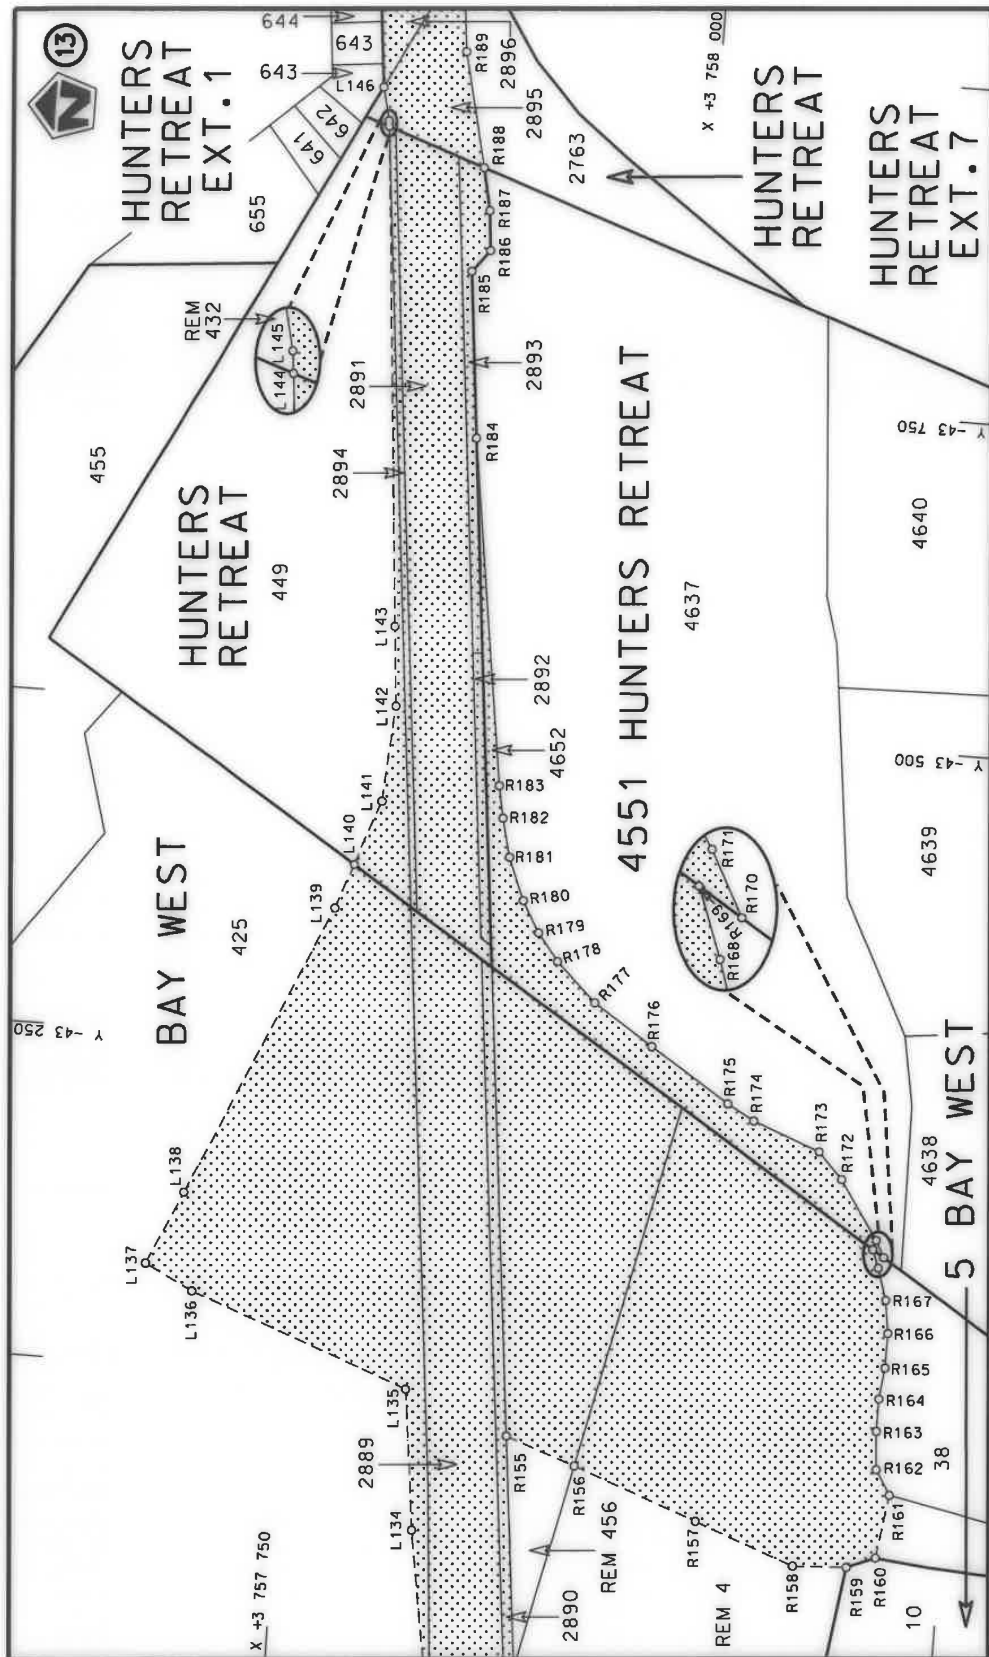 13
N
HUNTERS
RETREAT
EXT.1
644
643
643
642
641
655
L146
R189
2896
2895
R188
R187
R186
R185
2763
X +3 758 000
HUNTERS
RETREAT
HUNTERS
RETREAT
EXT.7
REM
432
L144
L145
2891
2893
2894
R184
455
HUNTERS
RETREAT
449
Y -43 750
4640
4551 HUNTERS RETREAT
4637
L143
L142
L141
L140
L139
2892
4652
R183
R182
R181
R180
R179
R178
R177
R176
R175
R174
R173
R172
R171
R170
R169
R168
Y -43 500
4639
BAY WEST
425
Y -43 250
L138
L137
L136
L135
L134
4638
5 BAY WEST
R167
R166
R165
R164
R163
R162
R161
R160
R159
R158
R157
R156
R155
38
2889
REM 456
2890
REM 4
10
X +3 757 750